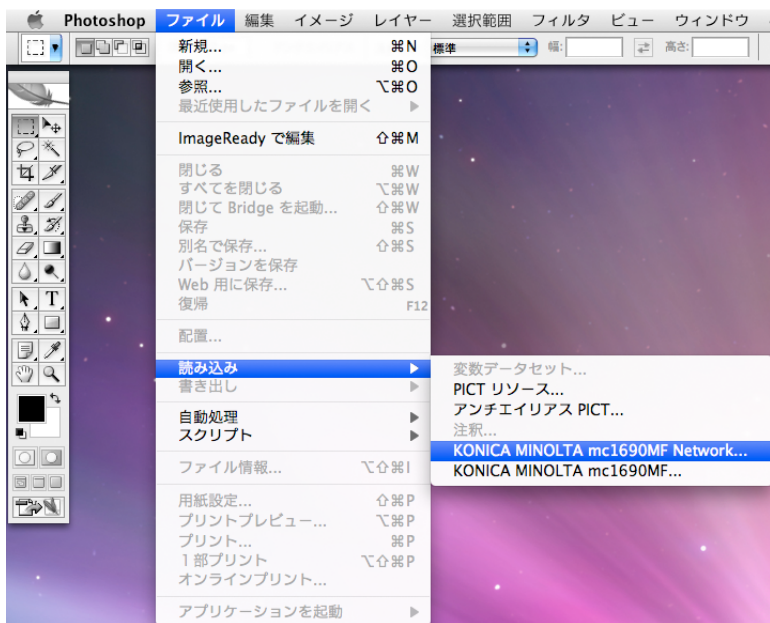 Photoshop ファイル 編集 イメージ レイヤー 選択範囲 フィルタ ビュー ウィンドウ
標準 幅: 高さ:
新規... ⌘N
開く... ⌘O
参照... ⌥⌘O
最近使用したファイルを開く ▶
ImageReady で編集 ⇧⌘M
閉じる ⌘W
すべてを閉じる ⌥⌘W
閉じて Bridge を起動... ⇧⌘W
保存 ⌘S
別名で保存... ⇧⌘S
バージョンを保存
Web 用に保存... ⌥⇧⌘S
復帰 F12
配置...
読み込み ▶
書き出し ▶
自動処理 ▶
スクリプト ▶
ファイル情報... ⌥⇧⌘I
用紙設定... ⇧⌘P
プリントプレビュー... ⌥⌘P
プリント... ⌘P
1部プリント ⌥⇧⌘P
オンラインプリント...
アプリケーションを起動 ▶
変数データセット...
PICT リソース...
アンチエイリアス PICT...
注釈...
KONICA MINOLTA mc1690MF Network...
KONICA MINOLTA mc1690MF...